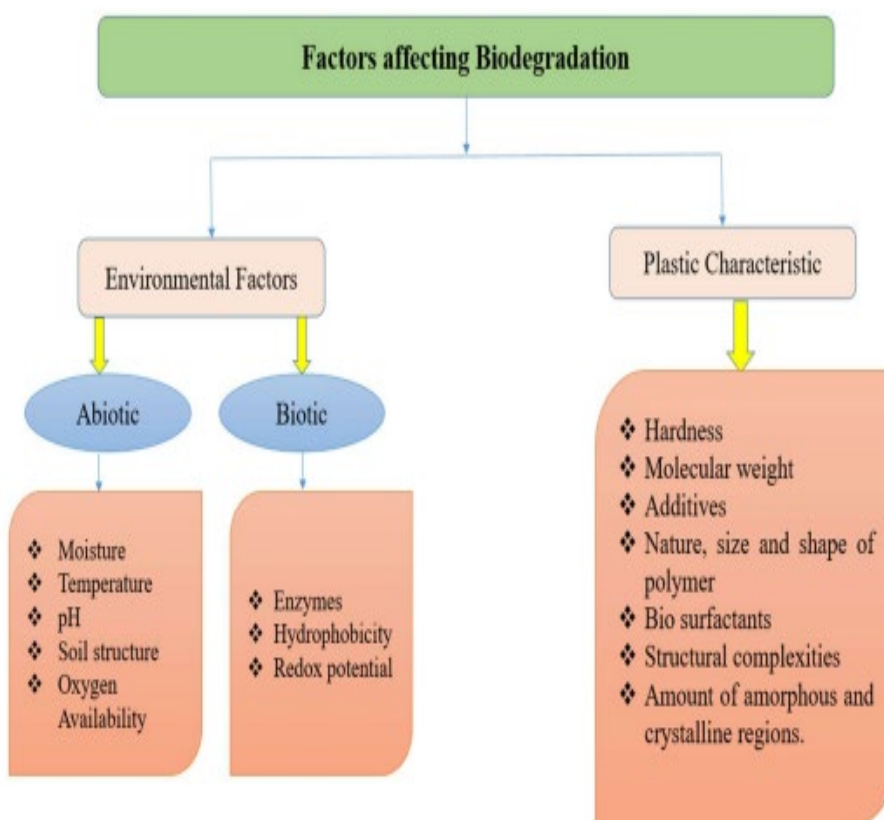 Factors affecting Biodegradation
Environmental Factors
Plastic Characteristic
Abiotic
Biotic
❖ Moisture
❖ Temperature
❖ pH
❖ Soil structure
❖ Oxygen
Availability
❖ Enzymes
❖ Hydrophobicity
❖ Redox potential
❖ Hardness
❖ Molecular weight
❖ Additives
❖ Nature, size and shape of
polymer
❖ Bio surfactants
❖ Structural complexities
❖ Amount of amorphous and
crystalline regions.